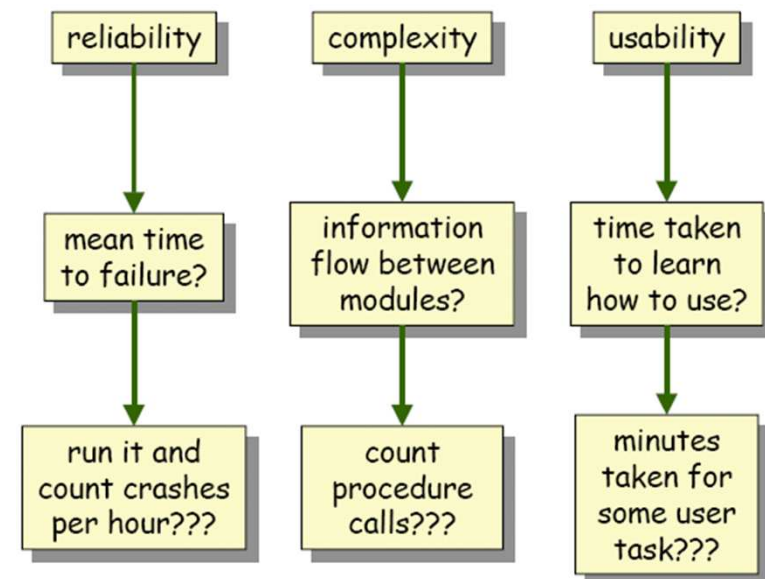 reliability
complexity
usability
mean time
to failure?
information
flow between
modules?
time taken
to learn
how to use?
run it and
count crashes
per hour???
count
procedure
calls???
minutes
taken for
some user
task???